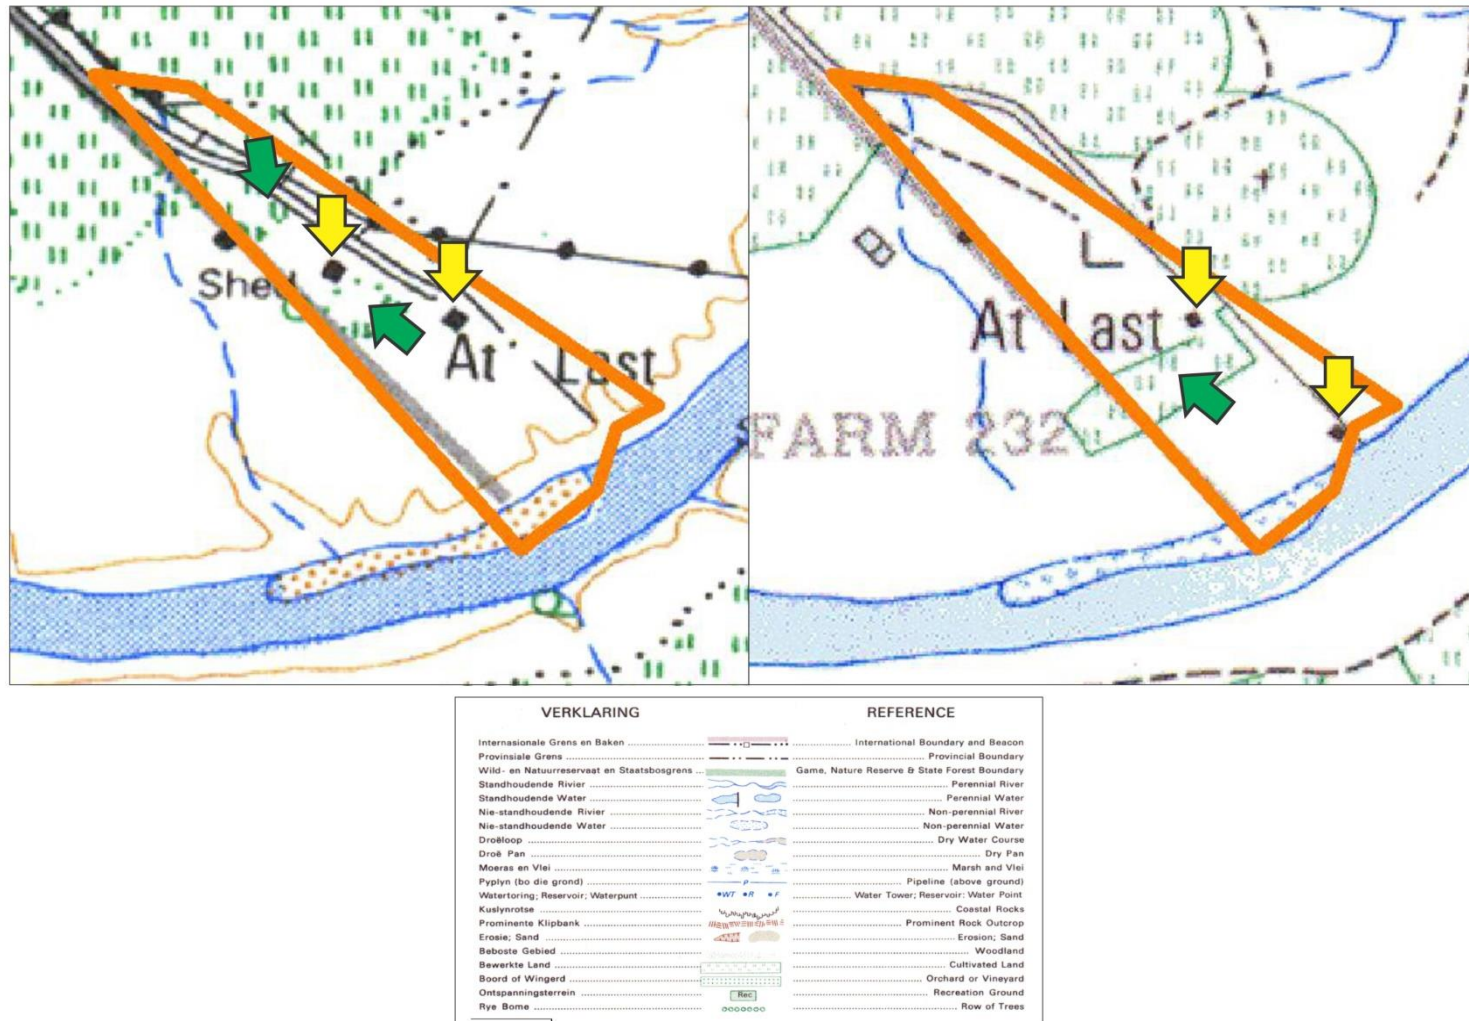 Shed
At Last
At Last
FARM 232
VERKLARING
REFERENCE
Internasionale Grens en Baken ........ International Boundary and Beacon
Provinsiale Grens ........ Provincial Boundary
Wild- en Natuurreservaat en Staatsbosgrens ... Game, Nature Reserve & State Forest Boundary
Standhoudende Rivier ........ Perennial River
Standhoudende Water ........ Perennial Water
Nie-standhoudende Rivier ........ Non-perennial River
Nie-standhoudende Water ........ Non-perennial Water
Droëloop ........ Dry Water Course
Droë Pan ........ Dry Pan
Moeras en Vlei ........ Marsh and Vlei
Pyplyn (bo die grond) ........ P ........ Pipeline (above ground)
Watertoring; Reservoir; Waterpunt ........ WT R F ........ Water Tower; Reservoir: Water Point
Kuslynrotse ........ Coastal Rocks
Prominente Klipbank ........ Prominent Rock Outcrop
Erosie; Sand ........ Erosion; Sand
Beboste Gebied ........ Woodland
Bewerkte Land ........ Cultivated Land
Boord of Wingerd ........ Orchard or Vineyard
Ontspanningsterrein ........ Rec ........ Recreation Ground
Rye Bome ........ Row of Trees